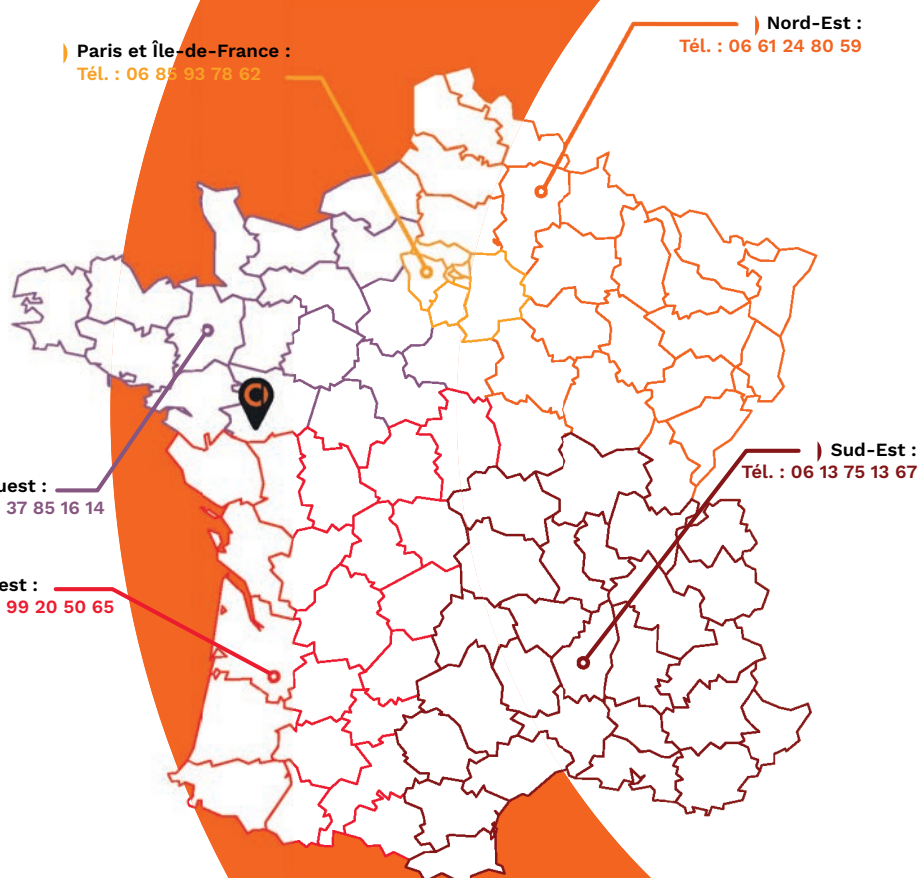 Nord-Est :
Tél. : 06 61 24 80 59
Paris et Île-de-France :
Tél. : 06 85 93 78 62
Sud-Est :
Tél. : 06 13 75 13 67
uest :
37 85 16 14
est :
99 20 50 65